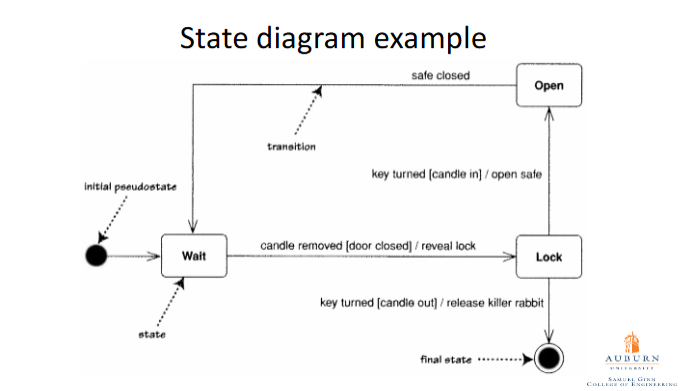 State diagram example
safe closed
Open
transition
key turned [candle in] / open safe
initial pseudostate
candle removed [door closed] / reveal lock
Wait
Lock
key turned [candle out] / release killer rabbit
state
final state
AUBURN
UNIVERSITY
SAMUEL GINN
COLLEGE OF ENGINEERING